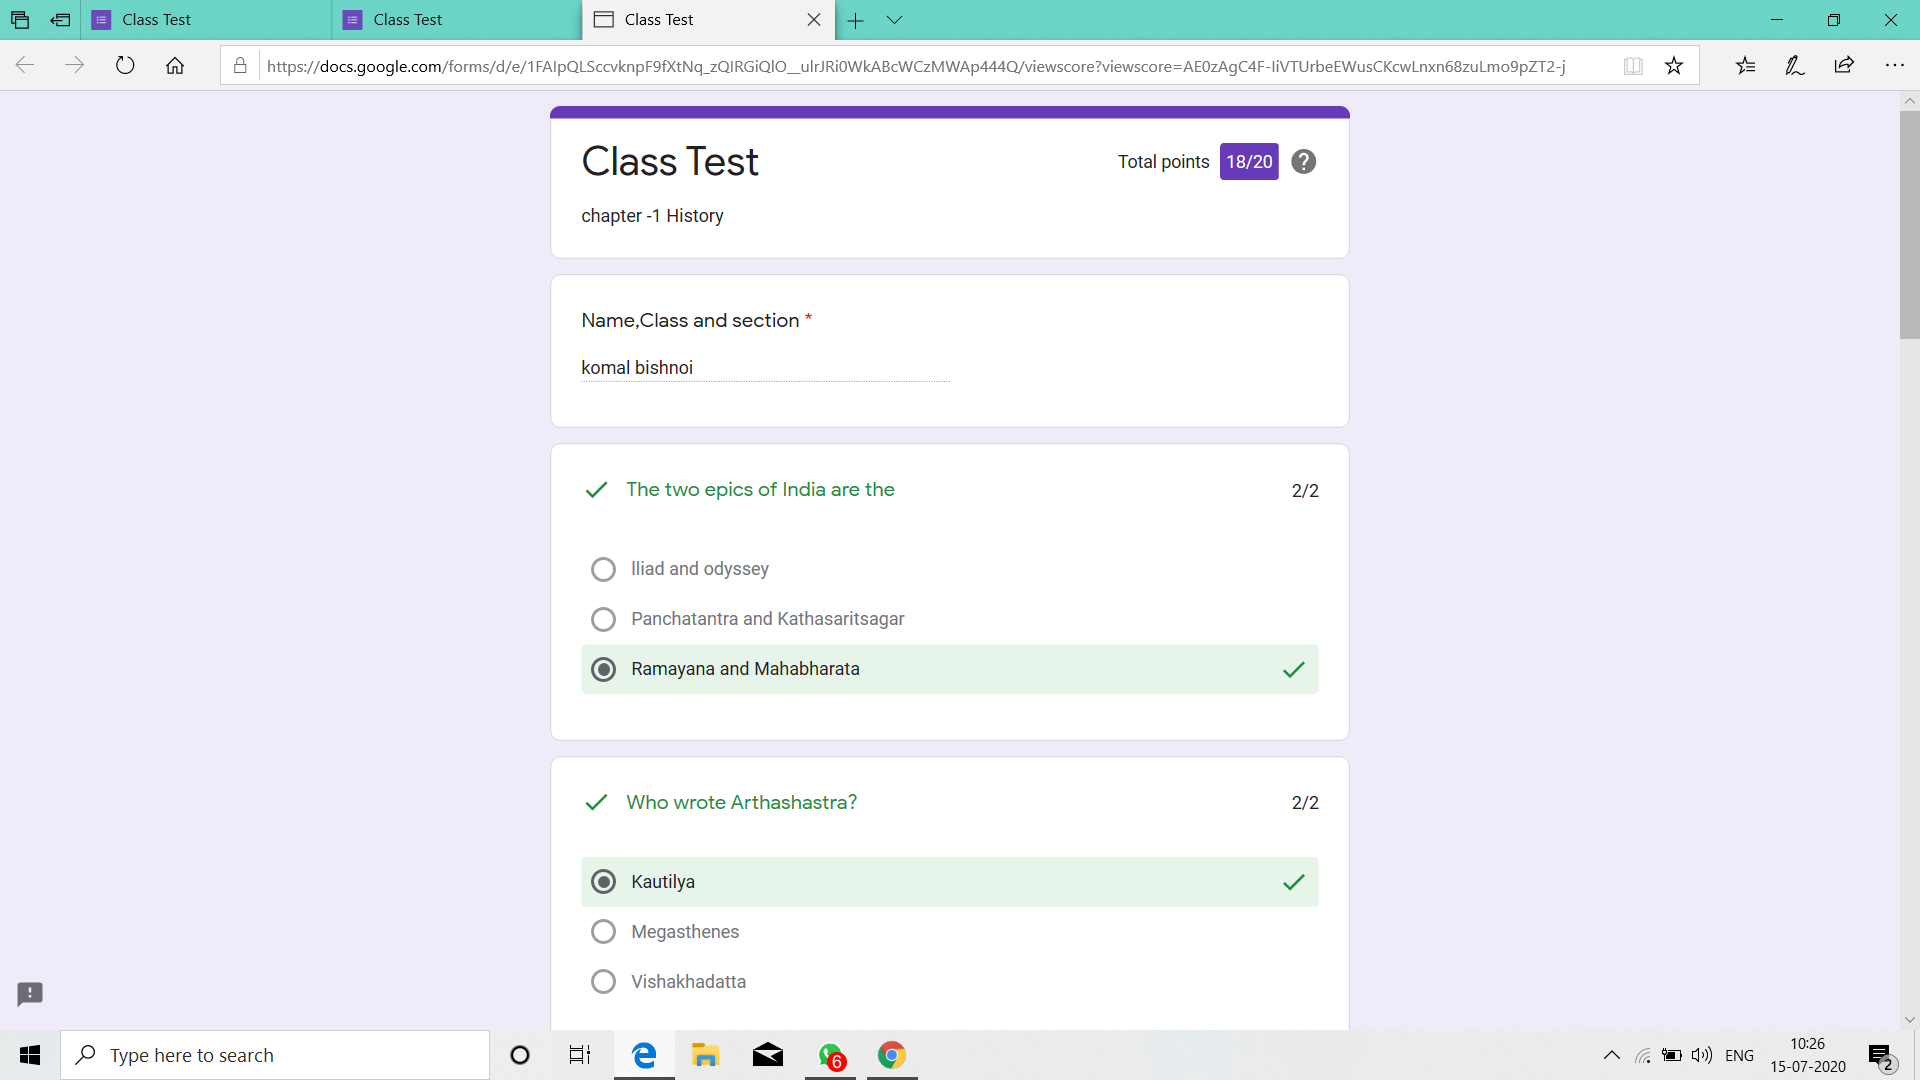 Class Test
Class Test
Class Test
https://docs.google.com/forms/d/e/1FAIpQLSccvknpF9fXtNq_zQIRGiQlO__ulrJRi0WkABcWCzMWAp444Q/viewscore?viewscore=AE0zAgC4F-IiVTUrbeEWusCKcwLnxn68zuLmo9pZT2-j
Class Test
Total points 18/20
chapter -1 History
Name,Class and section *
komal bishnoi
The two epics of India are the 2/2
Iliad and odyssey
Panchatantra and Kathasaritsagar
Ramayana and Mahabharata
Who wrote Arthashastra? 2/2
Kautilya
Megasthenes
Vishakhadatta
Type here to search
6
ENG
10:26
15-07-2020
2